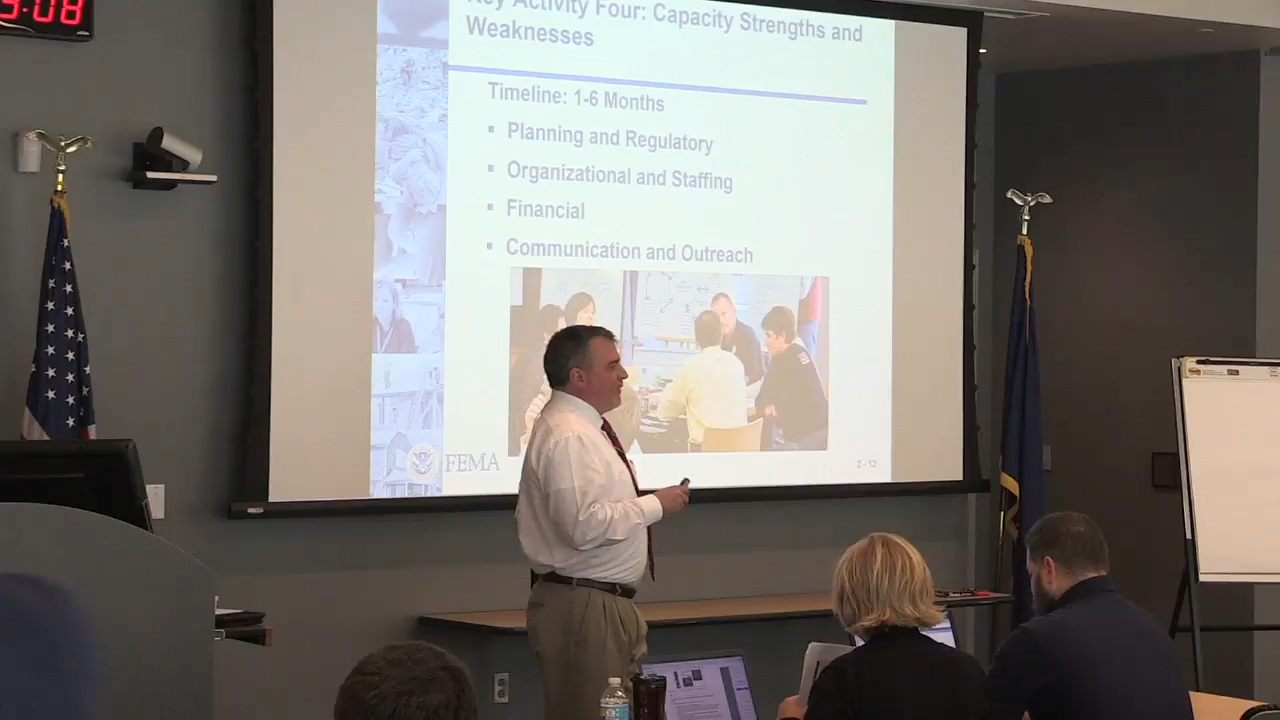 3:08
Key Activity Four: Capacity Strengths and
Weaknesses
Timeline: 1-6 Months
▪ Planning and Regulatory
▪ Organizational and Staffing
▪ Financial
▪ Communication and Outreach
FEMA
2 - 12